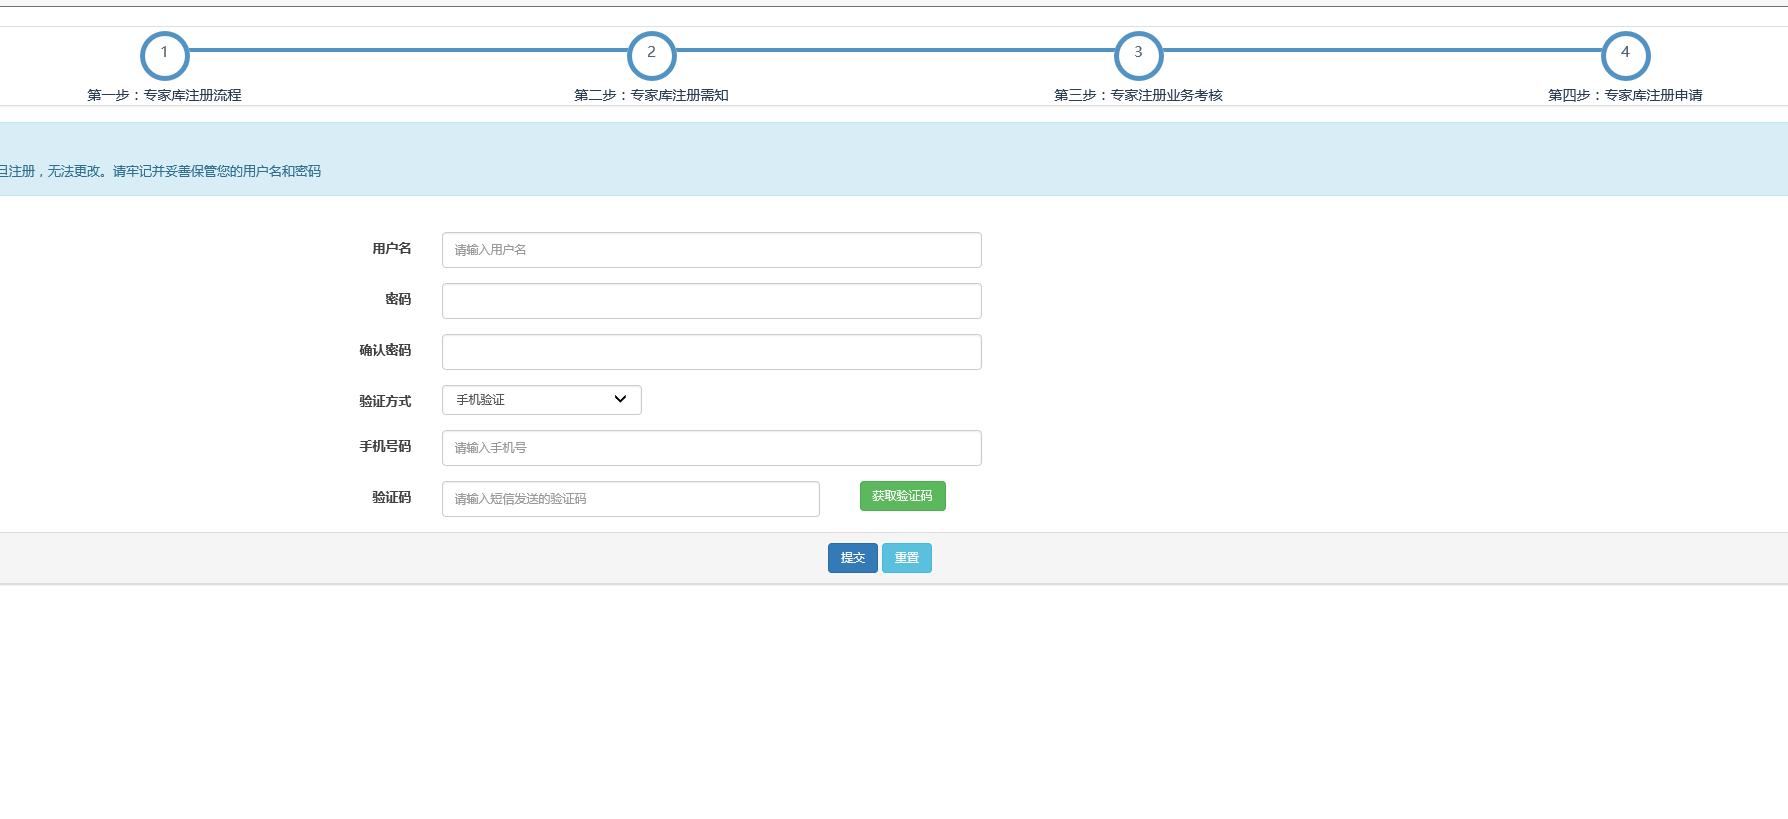 1
2
3
4
第一步：专家库注册流程
第二步：专家库注册需知
第三步：专家注册业务考核
第四步：专家库注册申请
旦注册，无法更改。请牢记并妥善保管您的用户名和密码
用户名
请输入用户名
密码
确认密码
验证方式
手机验证
手机号码
请输入手机号
验证码
请输入短信发送的验证码
获取验证码
提交
重置